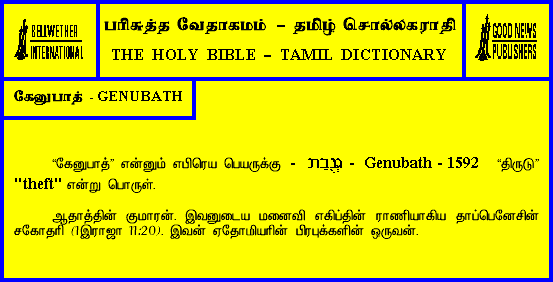 BELLWETHER
INTERNATIONAL
பரிசுத்த வேதாகமம் – தமிழ் சொல்லகராதி
THE HOLY BIBLE – TAMIL DICTIONARY
GOOD NEWS
PUBLISHERS
கேனுபாத் - GENUBATH
“கேனுபாத்” என்னும் எபிரெய பெயருக்கு - - Genubath - 1592 “திருடு”
"theft" என்று பொருள்.
ஆதாத்தின் குமாரன். இவனுடைய மனைவி எகிப்தின் ராணியாகிய தாப்பெனேசின்
சகோதரி (1இராஜா 11:20). இவன் ஏதோமியரின் பிரபுக்களின் ஒருவன்.